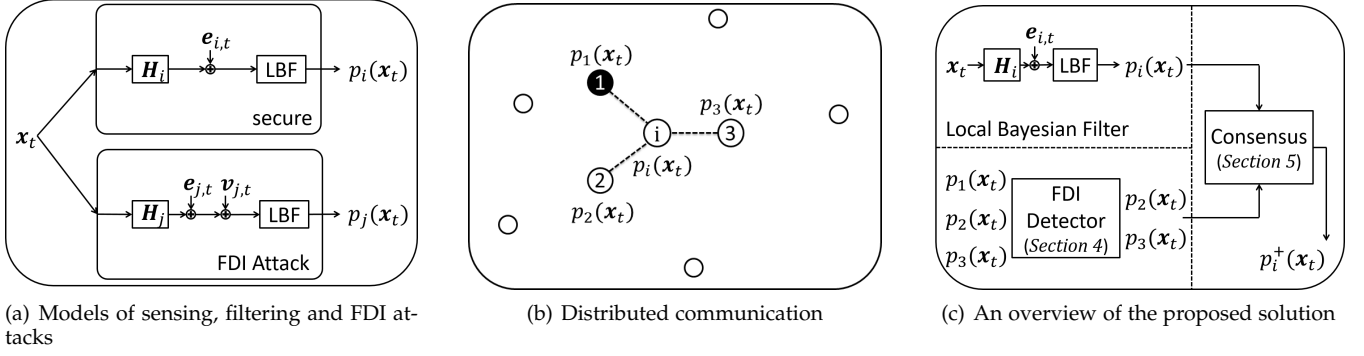 e_{i,t}
H_i
LBF
p_i(x_t)
secure
x_t
e_{j,t} v_{j,t}
H_j
LBF
p_j(x_t)
FDI Attack
(a) Models of sensing, filtering and FDI at-
tacks
p_1(x_t)
1
p_3(x_t)
i
3
p_i(x_t)
2
p_2(x_t)
(b) Distributed communication
e_{i,t}
x_t
H_i
LBF
p_i(x_t)
Local Bayesian Filter
Consensus
(Section 5)
p_1(x_t)
p_2(x_t)
p_3(x_t)
FDI
Detector
(Section 4)
p_2(x_t)
p_3(x_t)
p_i^+(x_t)
(c) An overview of the proposed solution